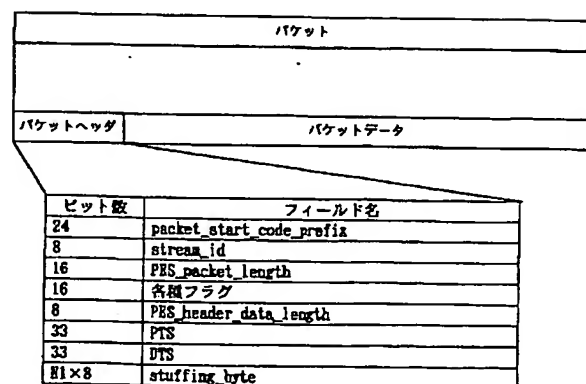 パケット
パケットヘッダ パケットデータ
ビット数 フィールド名
24 packet_start_code_prefix
8 stream_id
16 PES_packet_length
16 各種フラグ
8 PES_header_data_length
33 PTS
33 DTS
N1×8 stuffing_byte